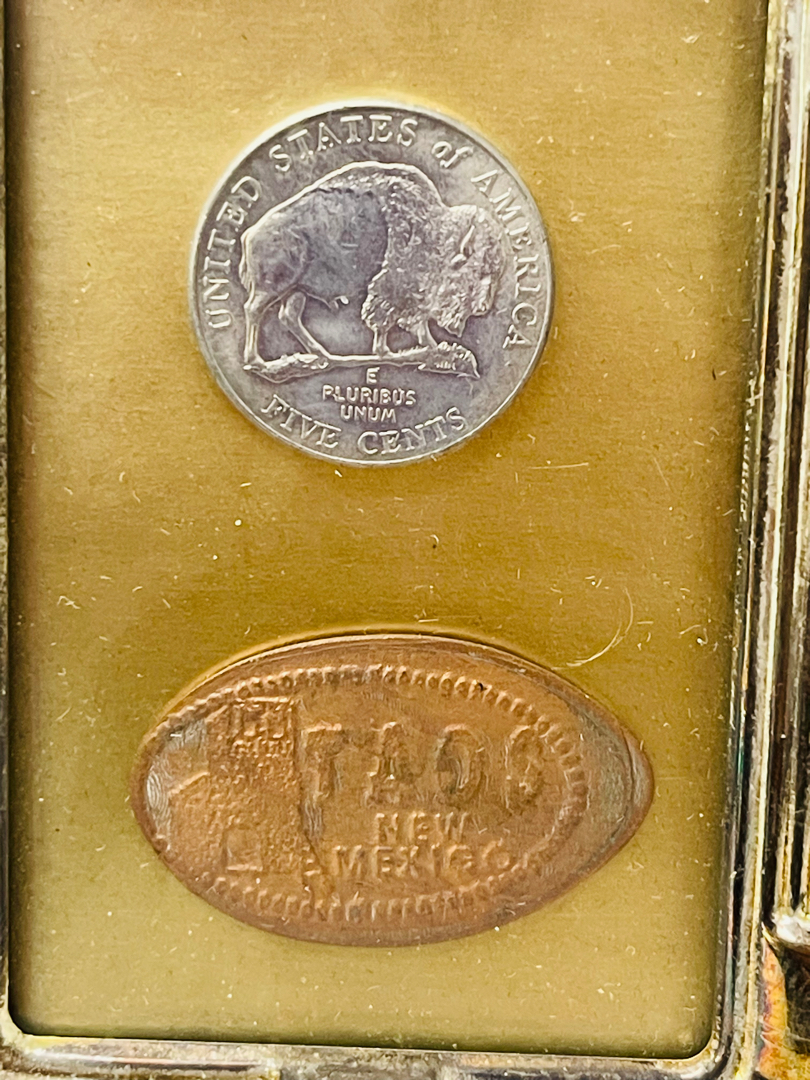 UNITED STATES of AMERICA
E
PLURIBUS
UNUM
FIVE CENTS
TAOS
NEW
MEXICO